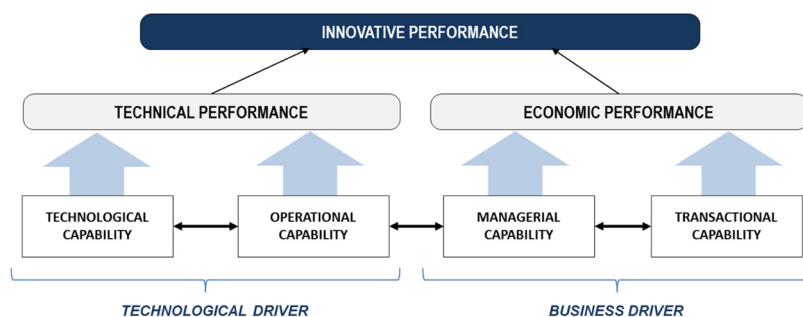 INNOVATIVE PERFORMANCE
TECHNICAL PERFORMANCE
ECONOMIC PERFORMANCE
TECHNOLOGICAL
CAPABILITY
OPERATIONAL
CAPABILITY
MANAGERIAL
CAPABILITY
TRANSACTIONAL
CAPABILITY
TECHNOLOGICAL DRIVER
BUSINESS DRIVER